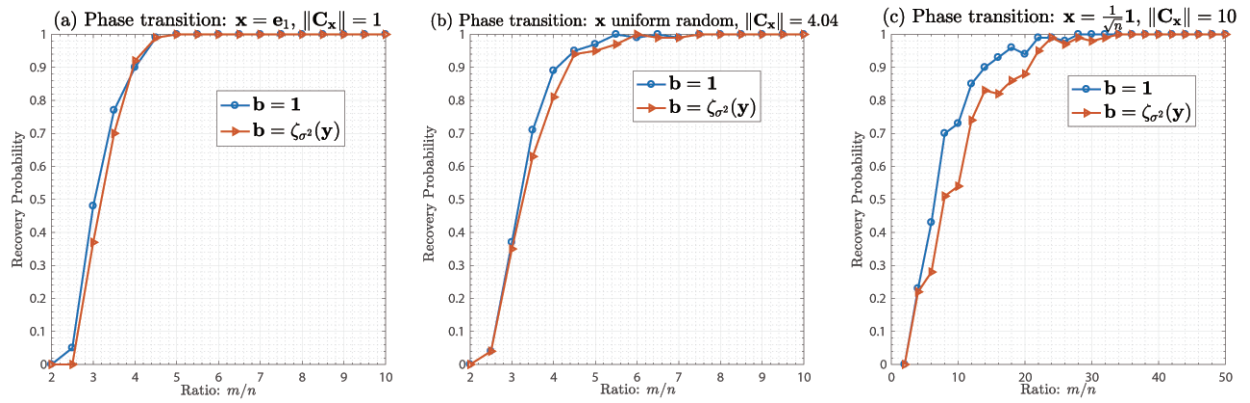 (a) Phase transition: x = e₁, ‖Cₓ‖ = 1
Recovery Probability
1
0.9
0.8
0.7
0.6
0.5
0.4
0.3
0.2
0.1
0
b = 1
b = ζσ²(y)
2 3 4 5 6 7 8 9 10
Ratio: m/n
(b) Phase transition: x uniform random, ‖Cₓ‖ = 4.04
Recovery Probability
1
0.9
0.8
0.7
0.6
0.5
0.4
0.3
0.2
0.1
0
b = 1
b = ζσ²(y)
2 3 4 5 6 7 8 9 10
Ratio: m/n
(c) Phase transition: x = 1/√n 1, ‖Cₓ‖ = 10
Recovery Probability
1
0.9
0.8
0.7
0.6
0.5
0.4
0.3
0.2
0.1
0
b = 1
b = ζσ²(y)
0 10 20 30 40 50
Ratio: m/n